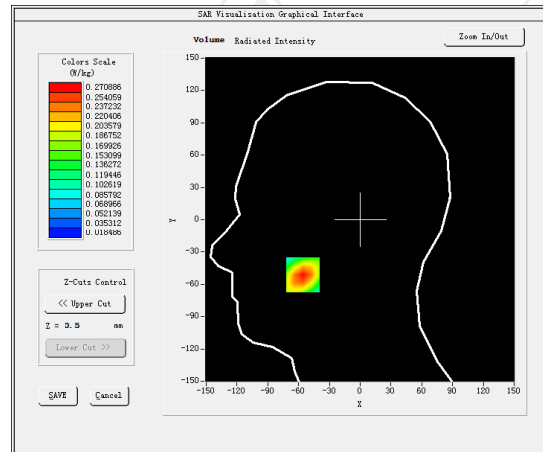 SAR Visualisation Graphical Interface
Volume Radiated Intensity
Zoom In/Out
Colors Scale
(W/kg)
0.270886
0.254059
0.237232
0.220406
0.203579
0.186752
0.169926
0.153099
0.136272
0.119446
0.102619
0.085792
0.068966
0.052139
0.035312
0.018486
Z-Cuts Control
<< Upper Cut
Z = 0.5 mm
Lower Cut >>
SAVE Cancel
150
120
90
60
30
0
-30
-60
-90
-120
-150
Y
-150 -120 -90 -60 -30 0 30 60 90 120 150
X